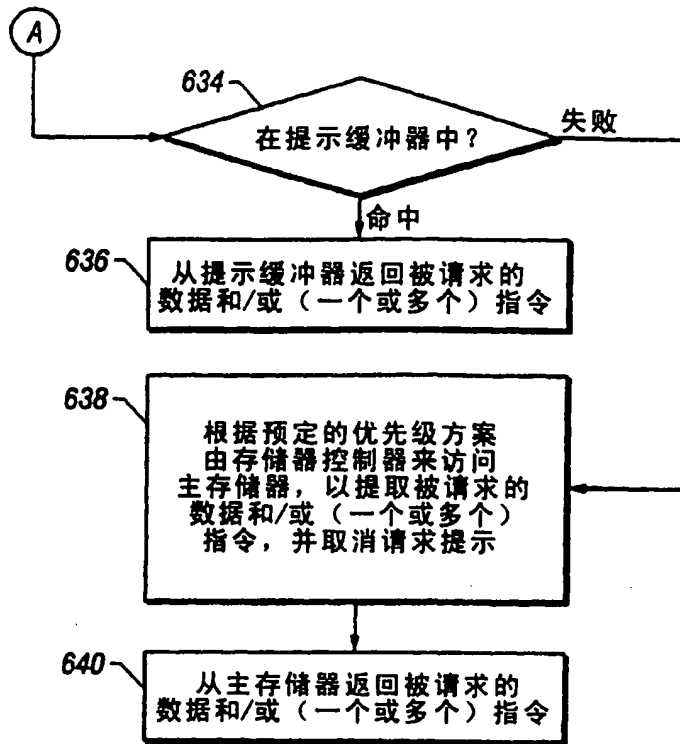 A
634
在提示缓冲器中？
失败
命中
636
从提示缓冲器返回被请求的
数据和/或（一个或多个）指令
638
根据预定的优先级方案
由存储器控制器来访问
主存储器，以提取被请求的
数据和/或（一个或多个）
指令，并取消请求提示
640
从主存储器返回被请求的
数据和/或（一个或多个）指令